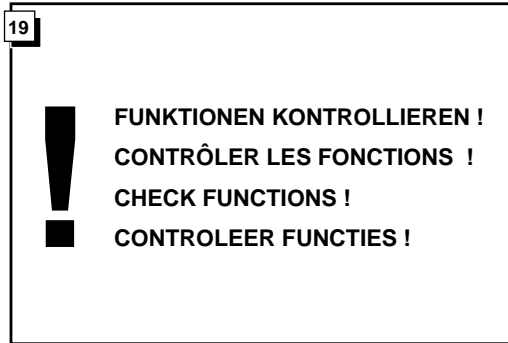 19
! FUNKTIONEN KONTROLLIEREN !
CONTRÔLER LES FONCTIONS !
CHECK FUNCTIONS !
CONTROLEER FUNCTIES !